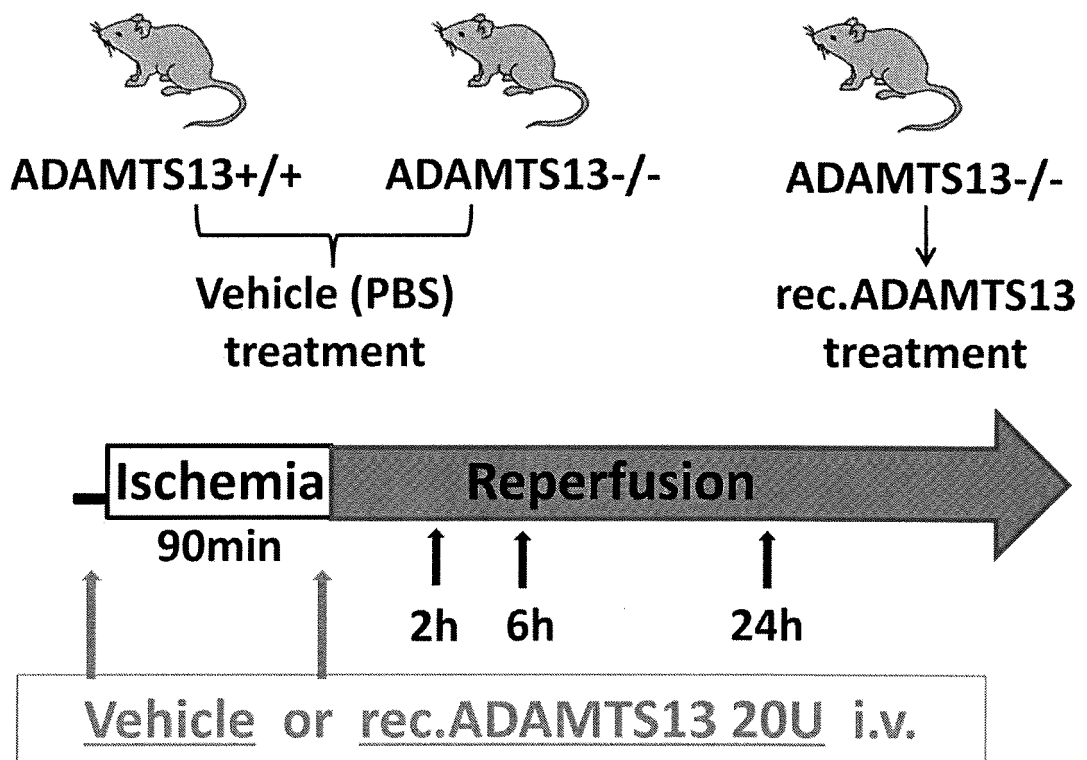 ADAMTS13+/+ ADAMTS13-/- ADAMTS13-/-
Vehicle (PBS) rec.ADAMTS13
treatment treatment
Ischemia Reperfusion
90min
2h 6h 24h
Vehicle or rec.ADAMTS13 20U i.v.